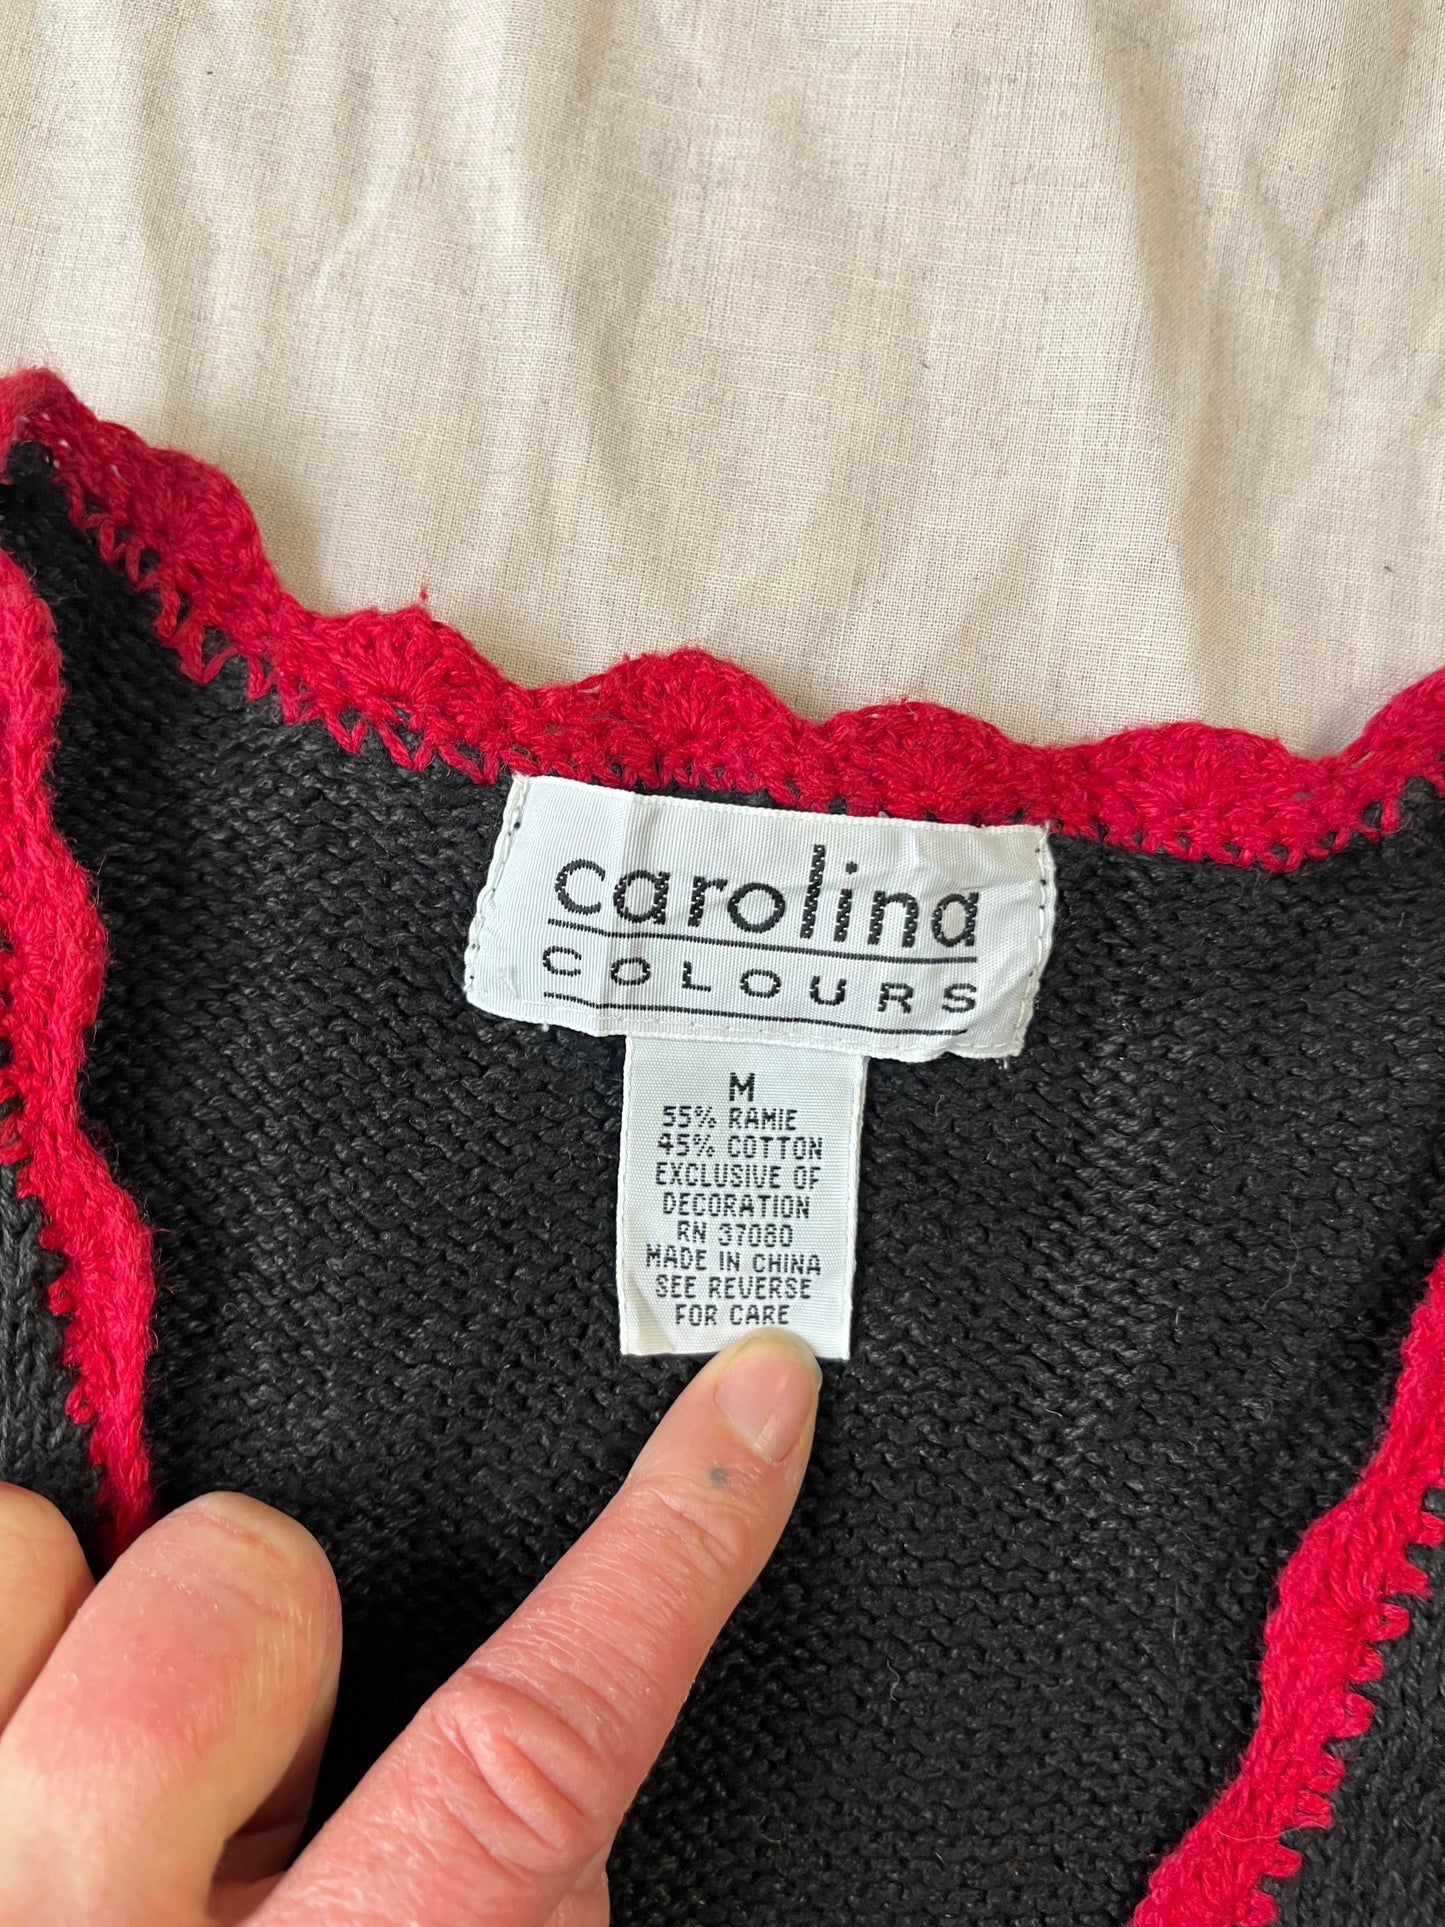 carolina
COLOURS
M
55% RAMIE
45% COTTON
EXCLUSIVE OF
DECORATION
RN 37080
MADE IN CHINA
SEE REVERSE
FOR CARE